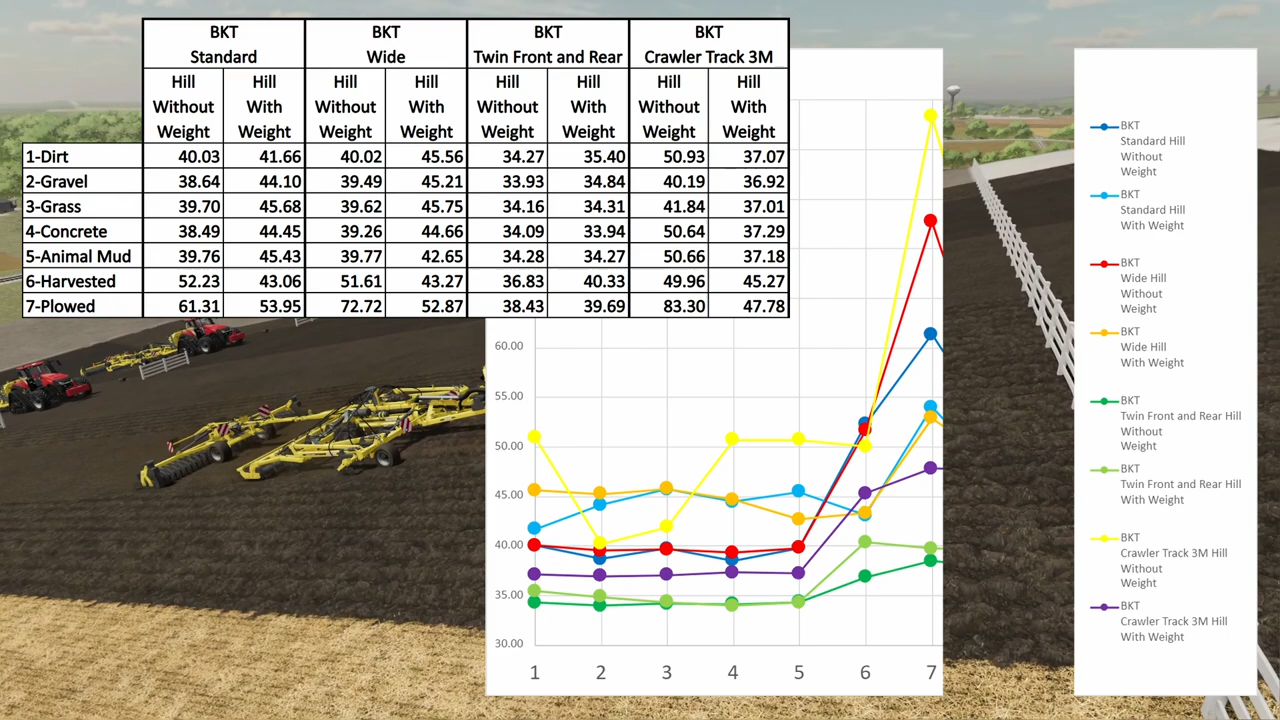 BKT BKT BKT BKT
Standard Wide Twin Front and Rear Crawler Track 3M
Hill Hill Hill Hill Hill Hill Hill Hill
Without With Without With Without With Without With
Weight Weight Weight Weight Weight Weight Weight Weight
1-Dirt 40.03 41.66 40.02 45.56 34.27 35.40 50.93 37.07
2-Gravel 38.64 44.10 39.49 45.21 33.93 34.84 40.19 36.92
3-Grass 39.70 45.68 39.62 45.75 34.16 34.31 41.84 37.01
4-Concrete 38.49 44.45 39.26 44.66 34.09 33.94 50.64 37.29
5-Animal Mud 39.76 45.43 39.77 42.65 34.28 34.27 50.66 37.18
6-Harvested 52.23 43.06 51.61 43.27 36.83 40.33 49.96 45.27
7-Plowed 61.31 53.95 72.72 52.87 38.43 39.69 83.30 47.78
60.00
55.00
50.00
45.00
40.00
35.00
30.00
1 2 3 4 5 6 7
BKT
Standard Hill
Without
Weight
BKT
Standard Hill
With Weight
BKT
Wide Hill
Without
Weight
BKT
Wide Hill
With Weight
BKT
Twin Front and Rear Hill
Without
Weight
BKT
Twin Front and Rear Hill
With Weight
BKT
Crawler Track 3M Hill
Without
Weight
BKT
Crawler Track 3M Hill
With Weight